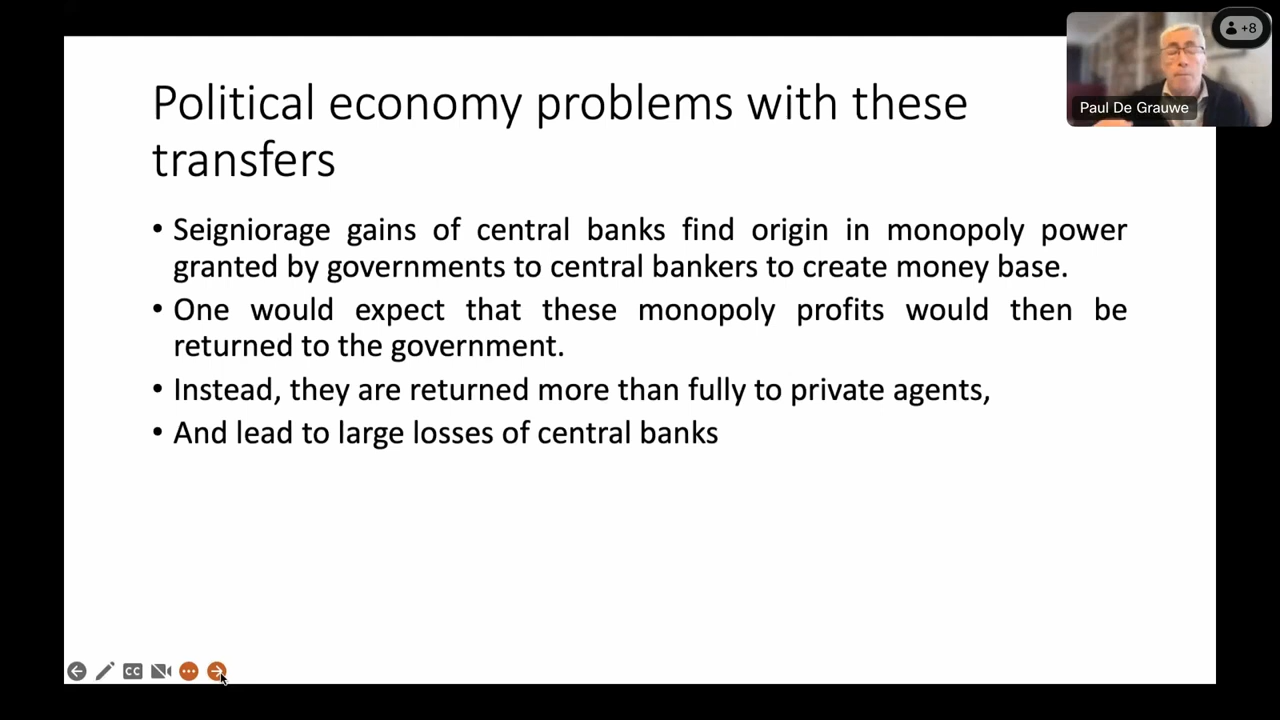 Political economy problems with these
transfers
• Seigniorage gains of central banks find origin in monopoly power
granted by governments to central bankers to create money base.
• One would expect that these monopoly profits would then be
returned to the government.
• Instead, they are returned more than fully to private agents,
• And lead to large losses of central banks
+8
Paul De Grauwe
CC